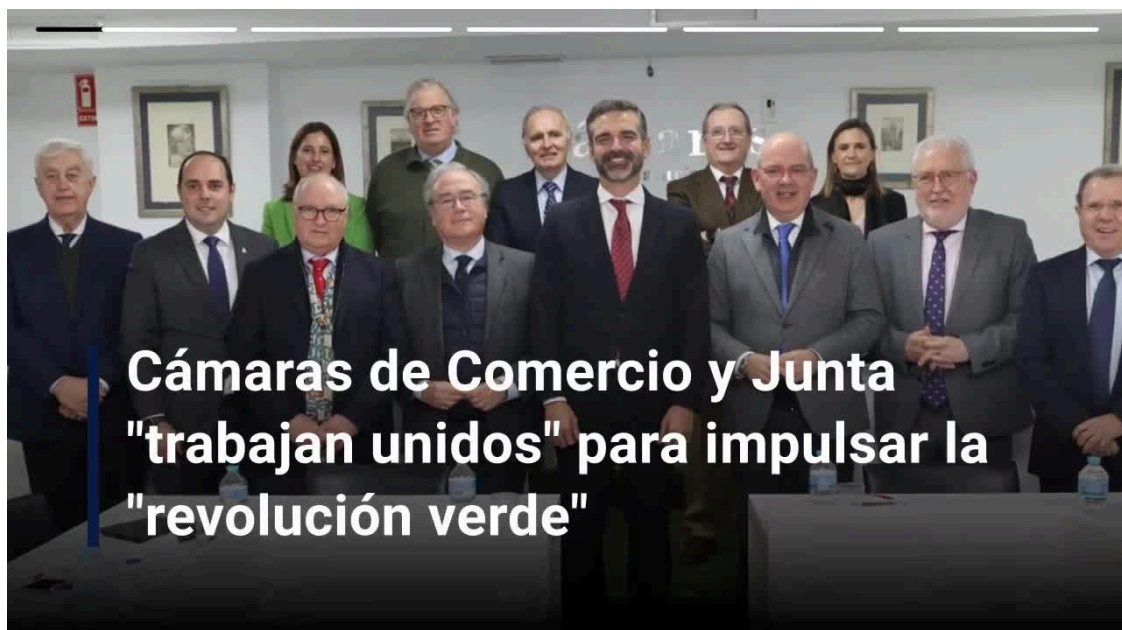 Cámaras de Comercio y Junta
"trabajan unidos" para impulsar la
"revolución verde"